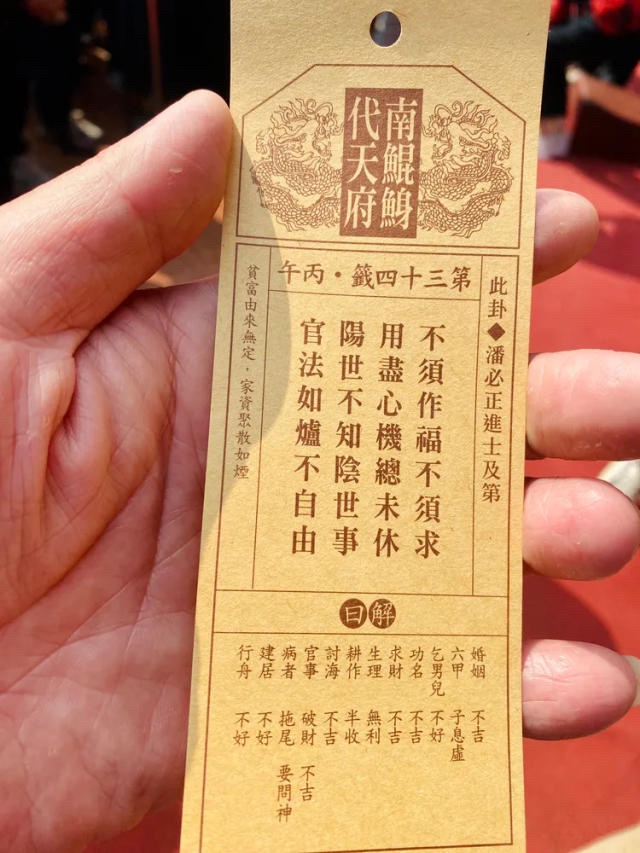 南鯤鯓
代天府
第三十四籤・丙午
此卦◆潘必正進士及第
不須作福不須求
用盡心機總未休
陽世不知陰世事
官法如爐不自由
貧富由來無定，家資聚散如煙
解曰
婚姻 不吉
六甲 子息虛
乞男兒 不好
功名 不吉
求財 不吉
生理 無利
耕作 半收
討海 不吉
官事 破財 不吉
病者 拖尾 要問神
建居 不好
行舟 不好